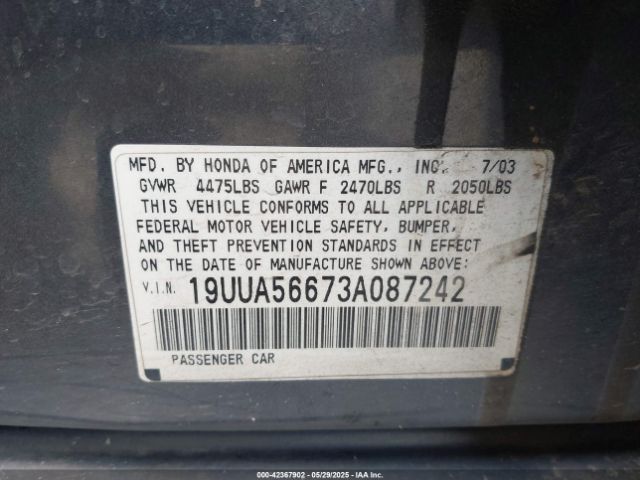 MFD. BY HONDA OF AMERICA MFG., INC. 7/03
GVWR 4475LBS GAWR F 2470LBS R 2050LBS
THIS VEHICLE CONFORMS TO ALL APPLICABLE
FEDERAL MOTOR VEHICLE SAFETY, BUMPER,
AND THEFT PREVENTION STANDARDS IN EFFECT
ON THE DATE OF MANUFACTURE SHOWN ABOVE:
V.I.N. 19UUA56673A087242
PASSENGER CAR
000-42367902 - 05/29/2025 - IAA Inc.